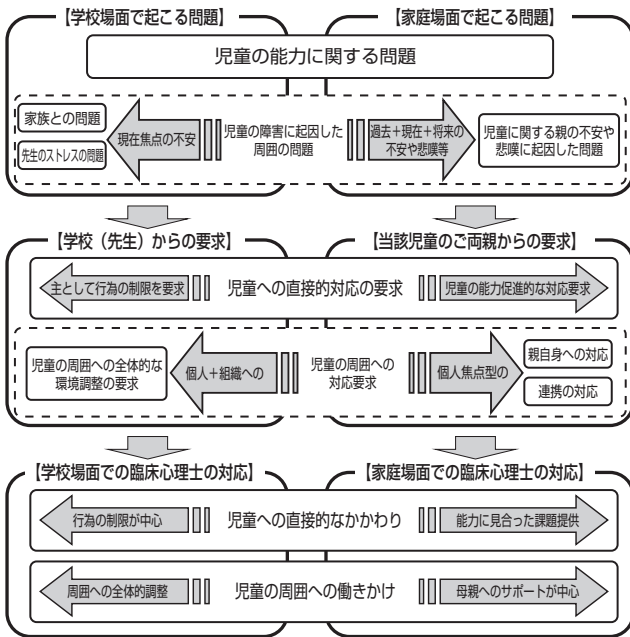 【学校場面で起こる問題】
【家庭場面で起こる問題】
児童の能力に関する問題
家族との問題
先生のストレスの問題
現在焦点の不安
児童の障害に起因した
周囲の問題
過去+現在+将来の
不安や悲嘆等
児童に関する親の不安や
悲嘆に起因した問題
【学校(先生)からの要求】
【当該児童のご両親からの要求】
主として行為の制限を要求
児童への直接的対応の要求
児童の能力促進的な対応要求
児童の周囲への全体的な
環境調整の要求
個人+組織への
児童の周囲への
対応要求
個人焦点型の
親自身への対応
連携の対応
【学校場面での臨床心理士の対応】
【家庭場面での臨床心理士の対応】
行為の制限が中心
児童への直接的なかかわり
能力に見合った課題提供
周囲への全体的調整
児童の周囲への働きかけ
母親へのサポートが中心